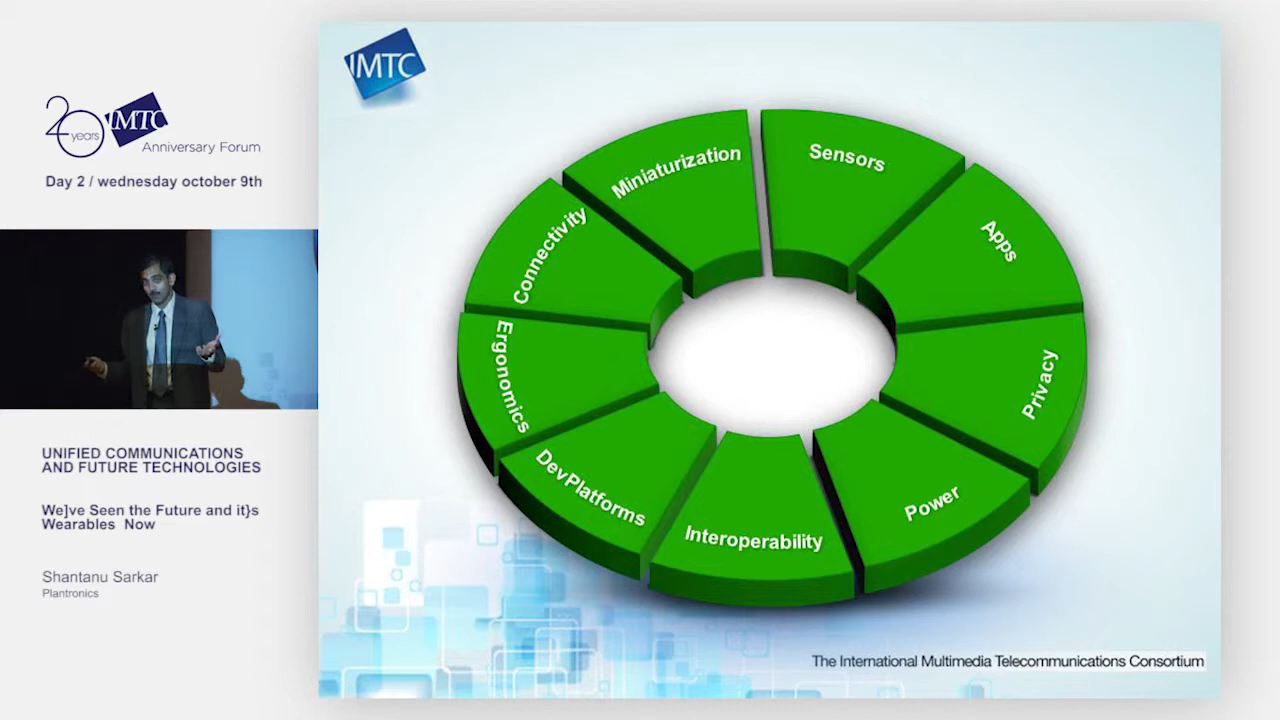 20 years IMTC
Anniversary Forum
Day 2 / wednesday october 9th
UNIFIED COMMUNICATIONS
AND FUTURE TECHNOLOGIES
We]ve Seen the Future and it}s
Wearables Now
Shantanu Sarkar
Plantronics
IMTC
Sensors
Apps
Privacy
Power
Interoperability
DevPlatforms
Ergonomics
Connectivity
Miniaturization
The International Multimedia Telecommunications Consortium